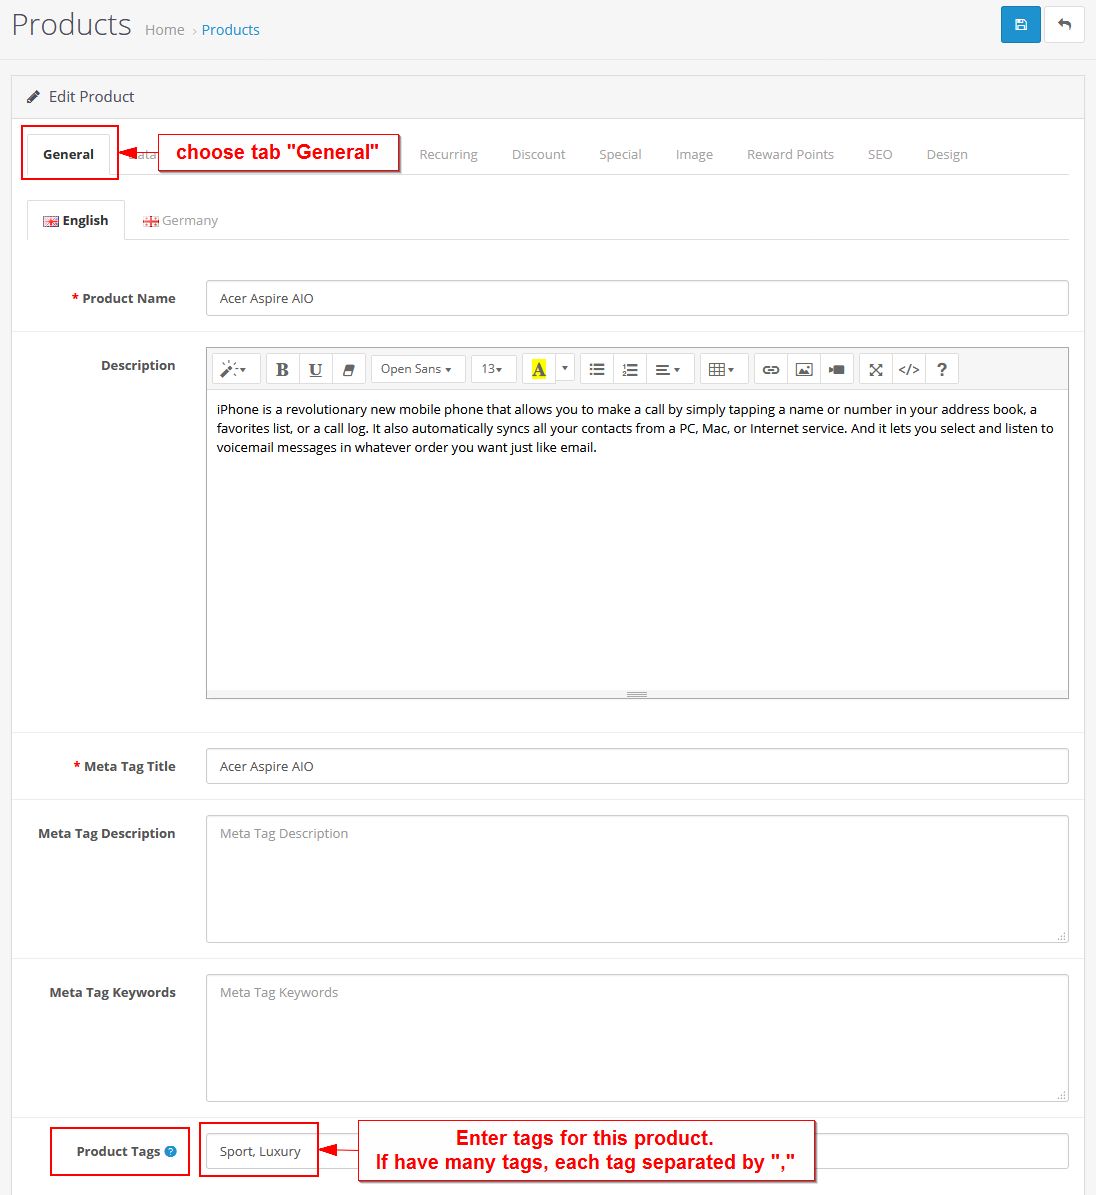 Products Home › Products
Edit Product
General
choose tab "General"
Recurring Discount Special Image Reward Points SEO Design
English Germany
* Product Name Acer Aspire AIO
Description
B U Open Sans 13 A </> ?
iPhone is a revolutionary new mobile phone that allows you to make a call by simply tapping a name or number in your address book, a
favorites list, or a call log. It also automatically syncs all your contacts from a PC, Mac, or Internet service. And it lets you select and listen to
voicemail messages in whatever order you want just like email.
* Meta Tag Title Acer Aspire AIO
Meta Tag Description Meta Tag Description
Meta Tag Keywords Meta Tag Keywords
Product Tags ? Sport, Luxury
Enter tags for this product.
If have many tags, each tag separated by ","